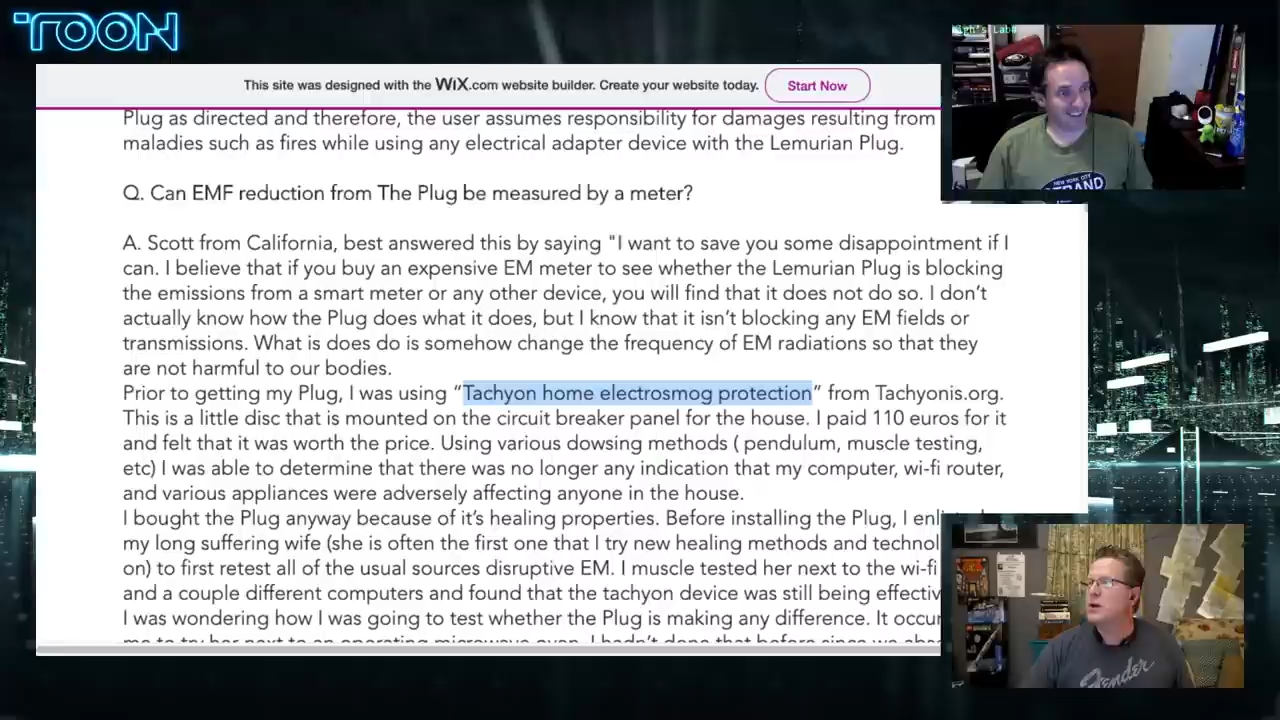 TOON
This site was designed with the WiX.com website builder. Create your website today. Start Now
Plug as directed and therefore, the user assumes responsibility for damages resulting from
maladies such as fires while using any electrical adapter device with the Lemurian Plug.
Q. Can EMF reduction from The Plug be measured by a meter?
A. Scott from California, best answered this by saying "I want to save you some disappointment if I
can. I believe that if you buy an expensive EM meter to see whether the Lemurian Plug is blocking
the emissions from a smart meter or any other device, you will find that it does not do so. I don't
actually know how the Plug does what it does, but I know that it isn't blocking any EM fields or
transmissions. What is does do is somehow change the frequency of EM radiations so that they
are not harmful to our bodies.
Prior to getting my Plug, I was using “Tachyon home electrosmog protection” from Tachyonis.org.
This is a little disc that is mounted on the circuit breaker panel for the house. I paid 110 euros for it
and felt that it was worth the price. Using various dowsing methods ( pendulum, muscle testing,
etc) I was able to determine that there was no longer any indication that my computer, wi-fi router,
and various appliances were adversely affecting anyone in the house.
I bought the Plug anyway because of it's healing properties. Before installing the Plug, I
my long suffering wife (she is often the first one that I try new healing methods and
on) to first retest all of the usual sources disruptive EM. I muscle tested her next to the wi-fi
and a couple different computers and found that the tachyon device was still being
I was wondering how I was going to test whether the Plug is making any difference. It
Lab#
NEW YORK CITY
Fender